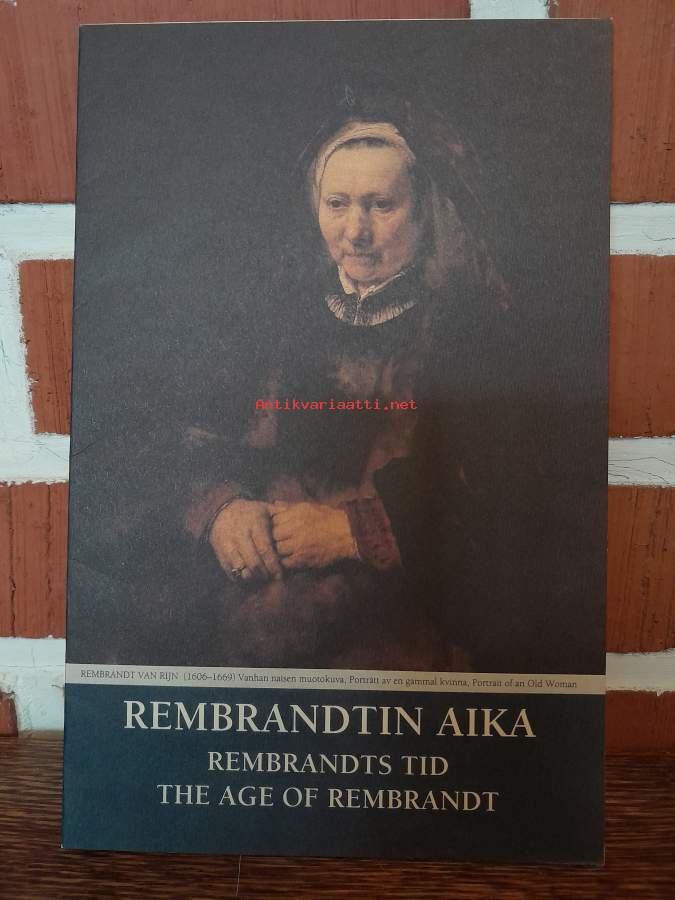 Antikvariaatti.net
REMBRANDT VAN RIJN (1606–1669) Vanhan naisen muotokuva, Porträtt av en gammal kvinna, Portrait of an Old Woman
REMBRANDTIN AIKA
REMBRANDTS TID
THE AGE OF REMBRANDT